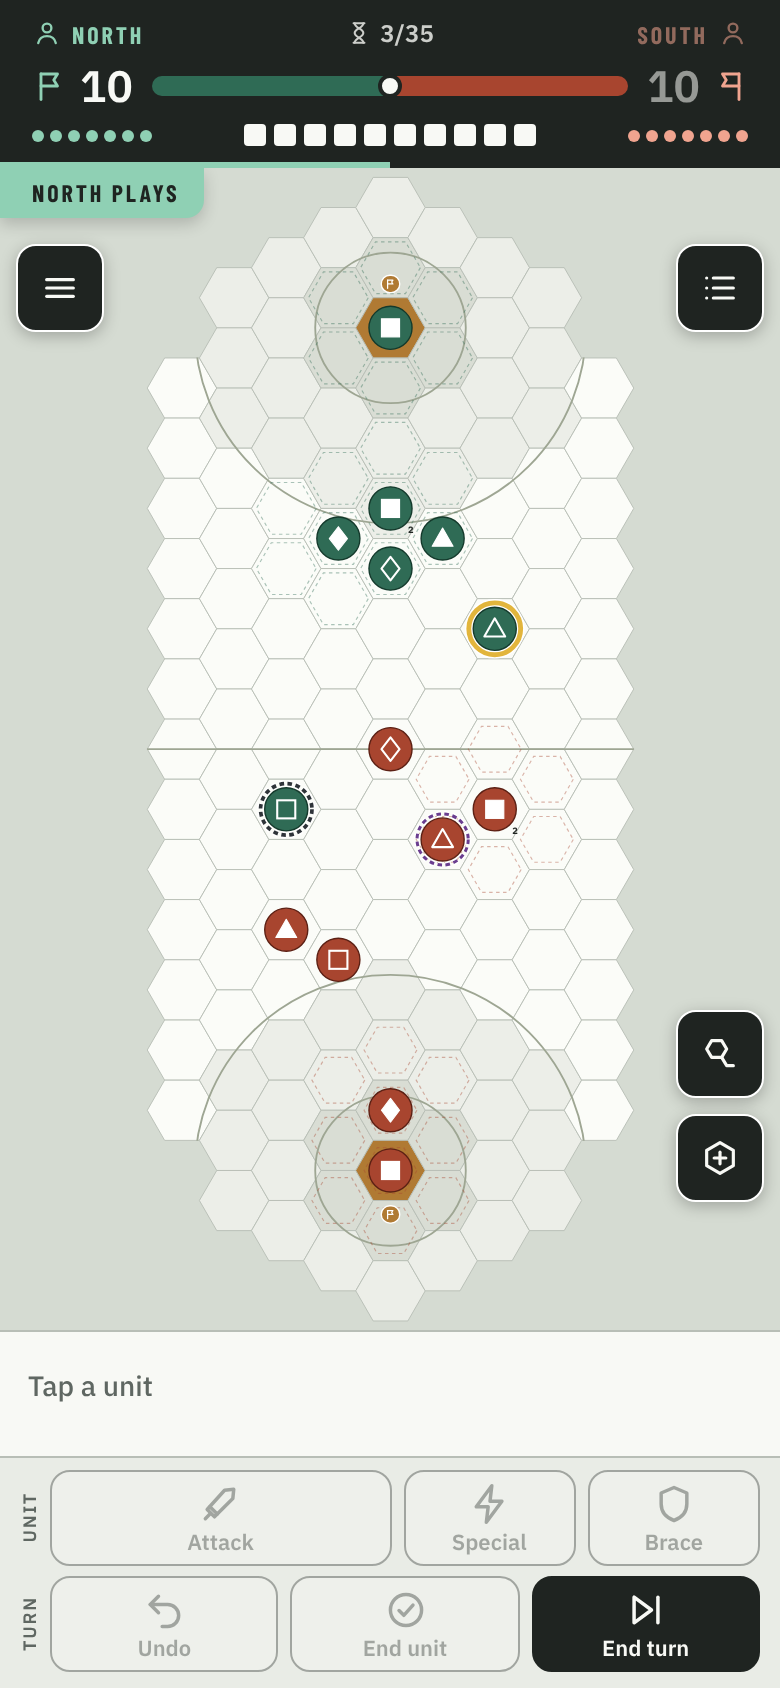 NORTH
3/35
SOUTH
10
10
NORTH PLAYS
2
2
Tap a unit
UNIT
Attack
Special
Brace
TURN
Undo
End unit
End turn